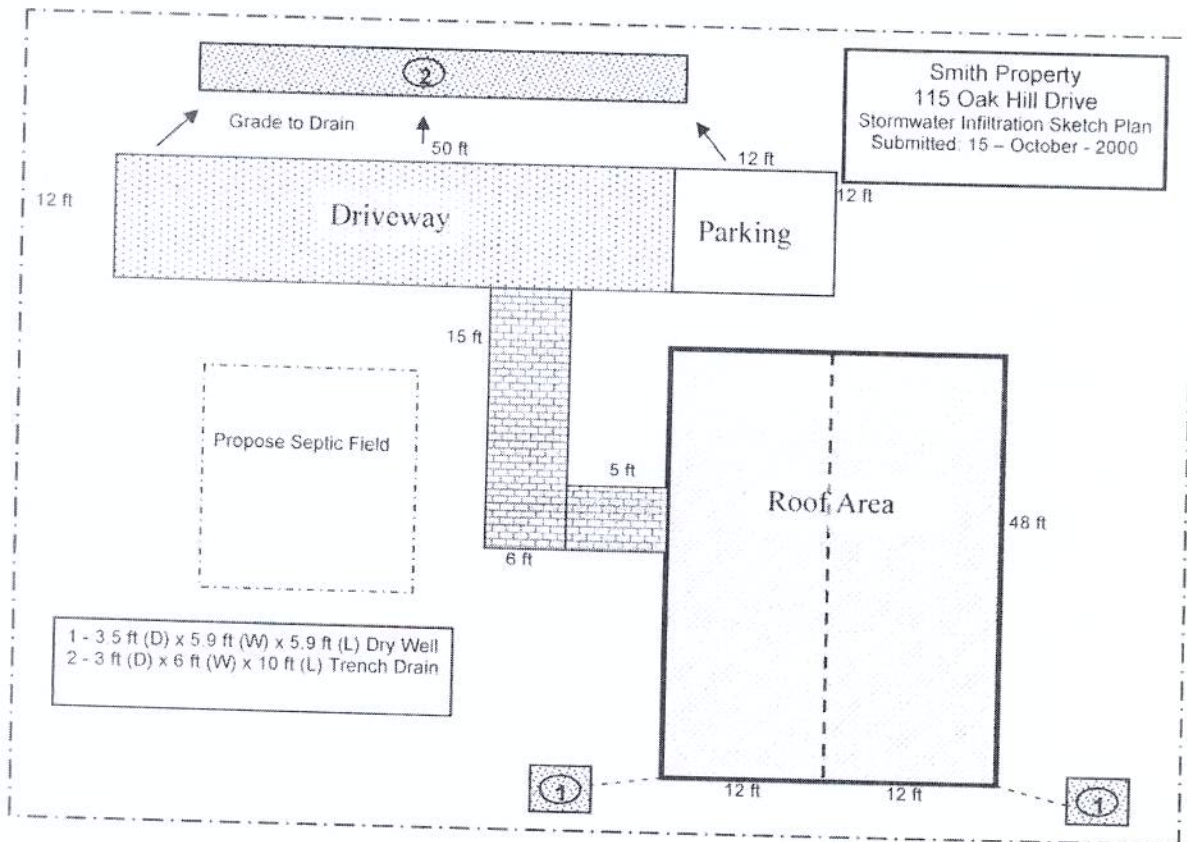 2
Smith Property
115 Oak Hill Drive
Stormwater Infiltration Sketch Plan
Submitted: 15 – October - 2000
Grade to Drain
50 ft
12 ft
12 ft
12 ft
Driveway
Parking
15 ft
Propose Septic Field
5 ft
Roof Area
48 ft
6 ft
1 - 3.5 ft (D) x 5.9 ft (W) x 5.9 ft (L) Dry Well
2 - 3 ft (D) x 6 ft (W) x 10 ft (L) Trench Drain
1
12 ft
12 ft
1